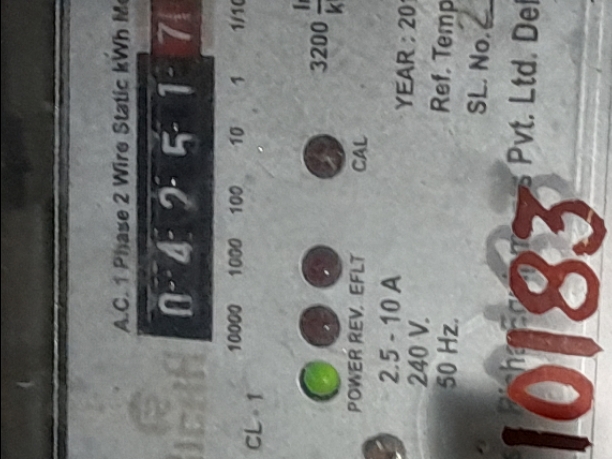 A.C. 1 Phase 2 Wire Static kWh Me
0 4 2 5 1 7
10000 1000 100 10 1 1/10
CL - 1
3200
CAL
POWER REV. EFLT
2.5 - 10 A
240 V.
50 Hz.
YEAR : 20
Ref. Temp
SL. No.
Pvt. Ltd. Del
10183